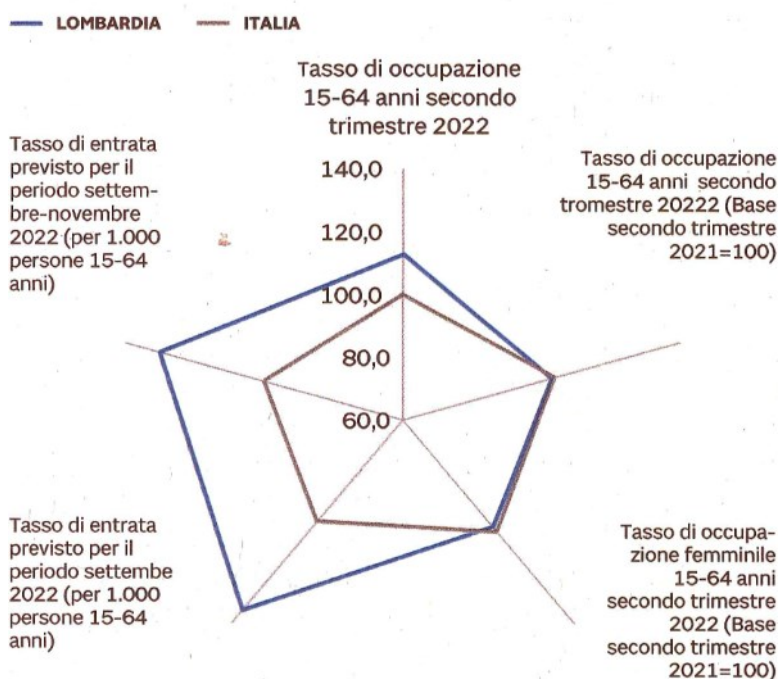 LOMBARDIA ITALIA
Tasso di occupazione
15-64 anni secondo
trimestre 2022
Tasso di entrata
previsto per il
periodo settem-
bre-novembre
2022 (per 1.000
persone 15-64
anni)
Tasso di occupazione
15-64 anni secondo
tromestre 20222 (Base
secondo trimestre
2021=100)
140,0
120,0
100,0
80,0
60,0
Tasso di entrata
previsto per il
periodo settembe
2022 (per 1.000
persone 15-64
anni)
Tasso di occupa-
zione femminile
15-64 anni
secondo trimestre
2022 (Base
secondo trimestre
2021=100)